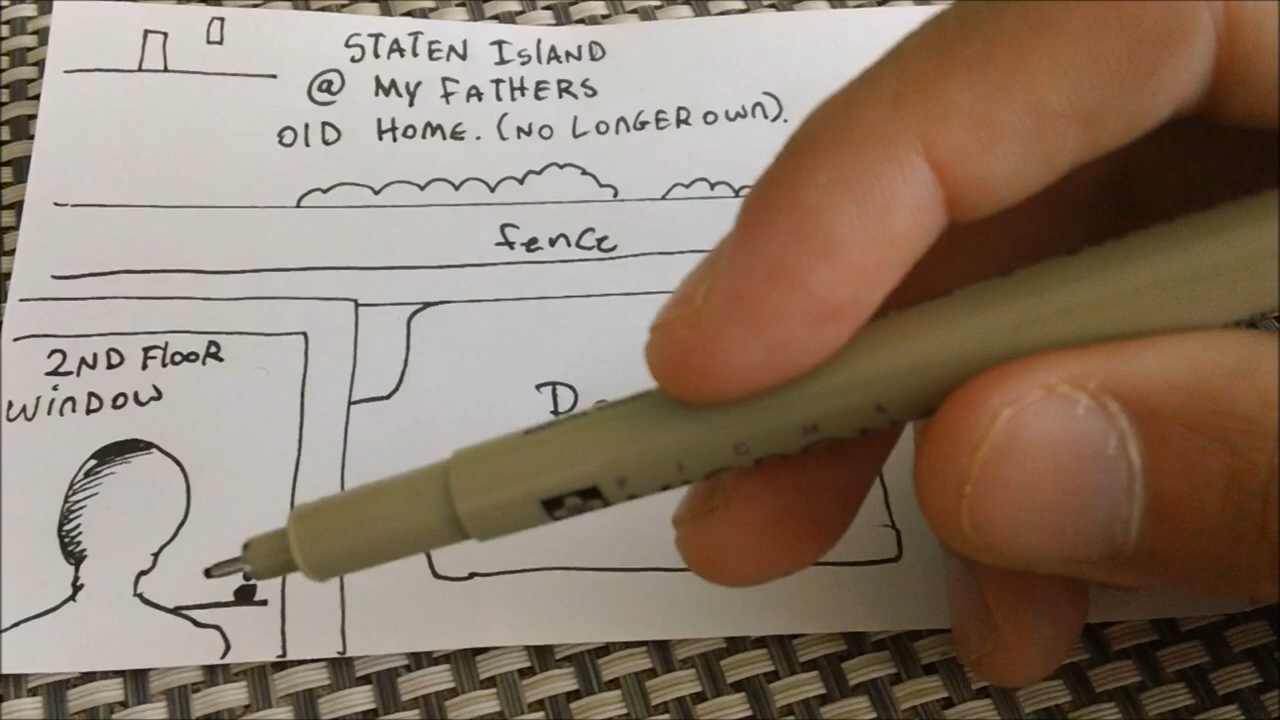 STATEN ISlAND
@ My FATHERS
OlD HOME. (NO LONGER OWN).
fence
2ND FlooR
WINDOW